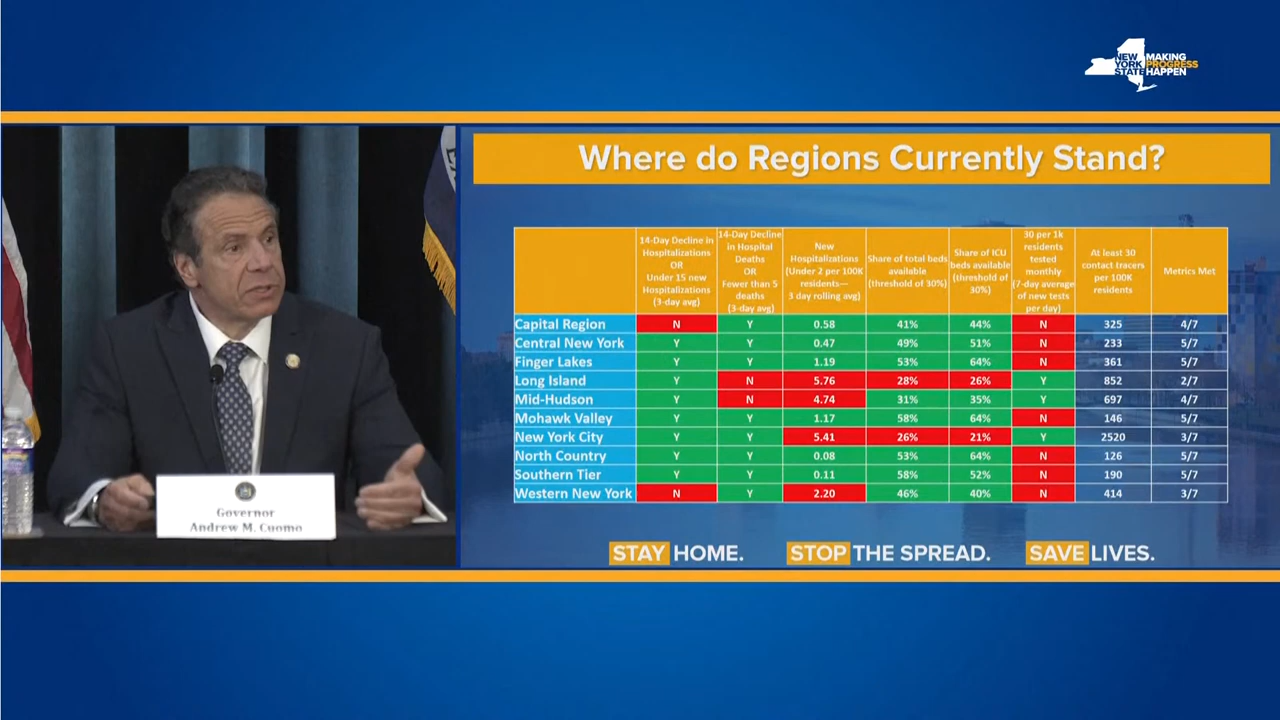 NEW
YORK
STATE
MAKING
PROGRESS
HAPPEN
Where do Regions Currently Stand?
14-Day Decline in
Hospitalizations
OR
Under 15 new
Hospitalizations
(3-day avg)
14-Day Decline
in Hospital
Deaths
OR
Fewer than 5
deaths
(3-day avg)
New
Hospitalizations
(Under 2 per 100K
residents—
3 day rolling avg)
Share of total beds
available
(threshold of 30%)
Share of ICU
beds available
(threshold of
30%)
30 per 1k
residents
tested
monthly
(7-day average
of new tests
per day)
At least 30
contact tracers
per 100K
residents
Metrics Met
Capital Region N Y 0.58 41% 44% N 325 4/7
Central New York Y Y 0.47 49% 51% N 233 5/7
Finger Lakes Y Y 1.19 53% 64% N 361 5/7
Long Island Y N 5.76 28% 26% Y 852 2/7
Mid-Hudson Y N 4.74 31% 35% Y 697 4/7
Mohawk Valley Y Y 1.17 58% 64% N 146 5/7
New York City Y Y 5.41 26% 21% Y 2520 3/7
North Country Y Y 0.08 53% 64% N 126 5/7
Southern Tier Y Y 0.11 58% 52% N 190 5/7
Western New York N Y 2.20 46% 40% N 414 3/7
Governor
Andrew M. Cuomo
STAY HOME. STOP THE SPREAD. SAVE LIVES.